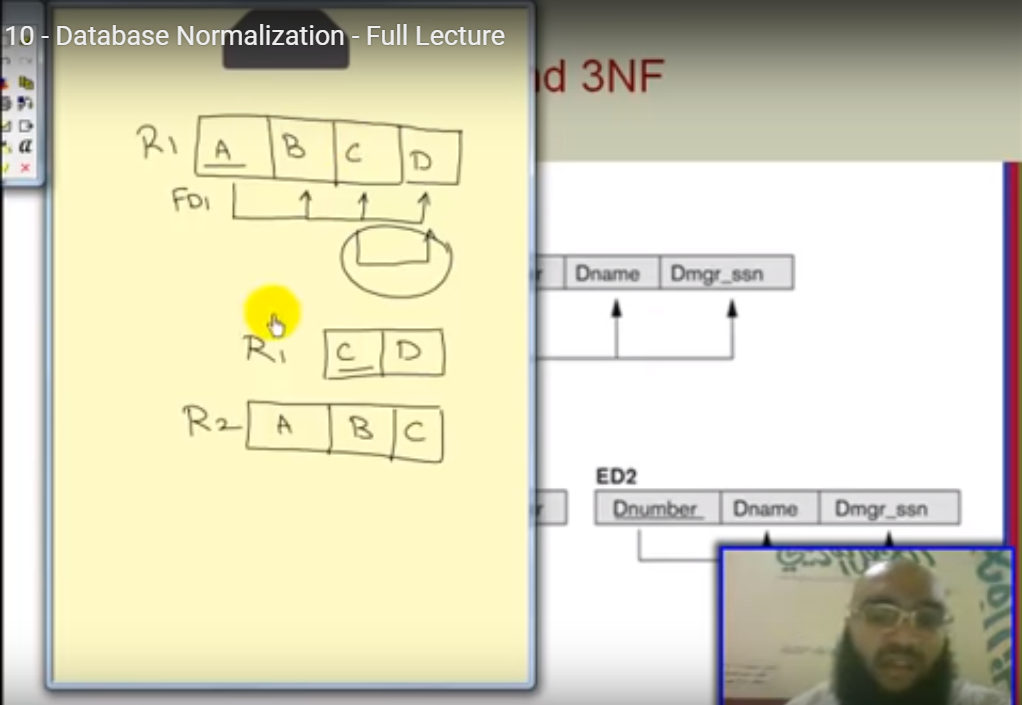 10 - Database Normalization - Full Lecture
nd 3NF
R1 A B C D
FD1
r Dname Dmgr_ssn
R1 C D
R2 A B C
ED2
r Dnumber Dname Dmgr_ssn